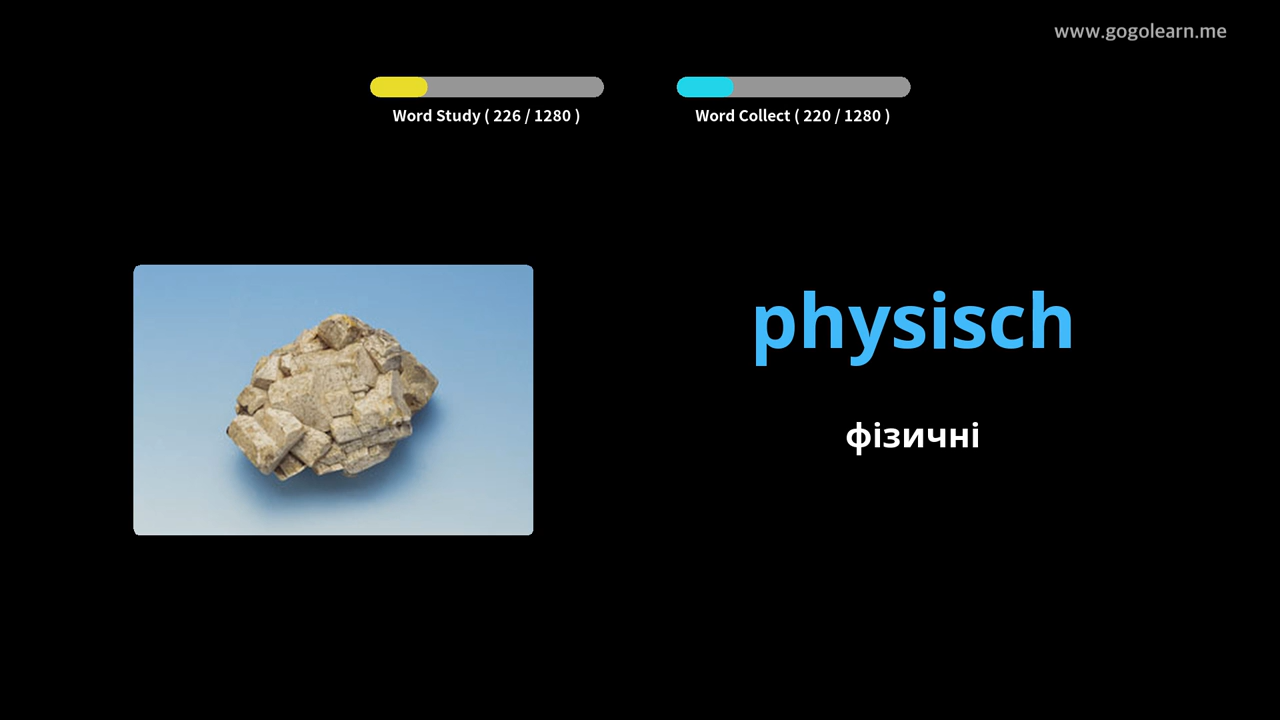 www.gogolearn.me
Word Study ( 226 / 1280 )
Word Collect ( 220 / 1280 )
physisch
фізичні